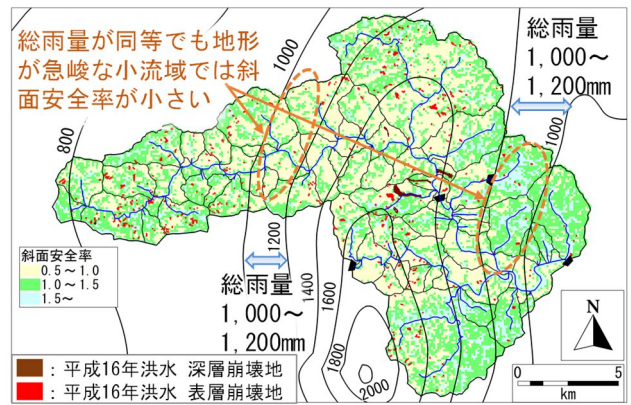 総雨量が同等でも地形
が急峻な小流域では斜
面安全率が小さい
総雨量
1,000～
1,200mm
1000
1000
800
1200
1400
1600
1800
2000
総雨量
1,000～
1,200mm
斜面安全率
0.5～1.0
1.0～1.5
1.5～
：平成16年洪水 深層崩壊地
：平成16年洪水 表層崩壊地
N
0 5
km